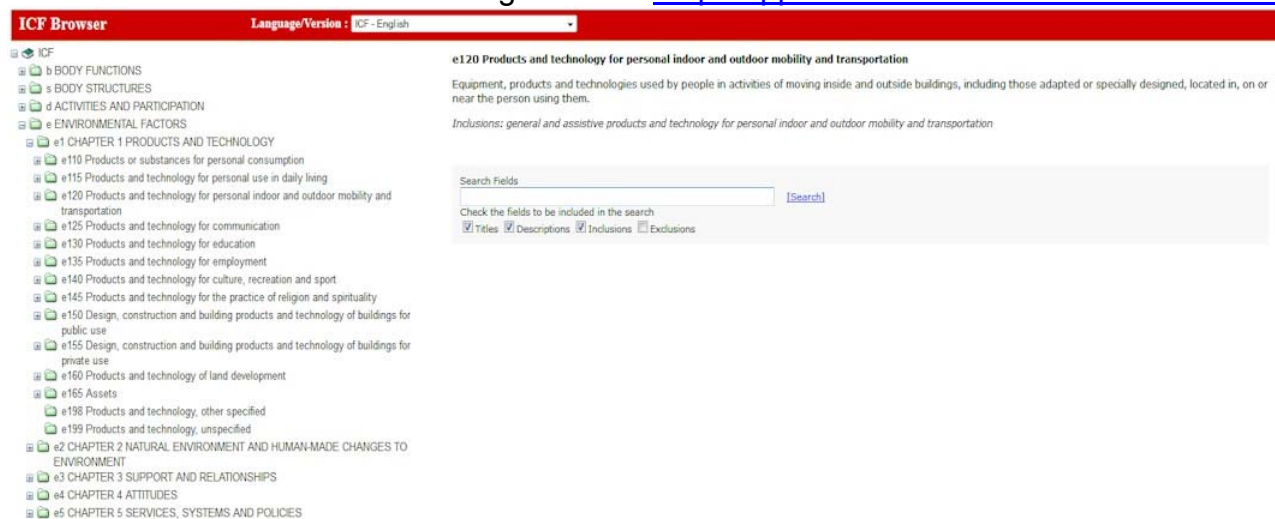 ICF Browser
Language/Version : ICF - English
ICF
b BODY FUNCTIONS
s BODY STRUCTURES
d ACTIVITIES AND PARTICIPATION
e ENVIRONMENTAL FACTORS
e1 CHAPTER 1 PRODUCTS AND TECHNOLOGY
e110 Products or substances for personal consumption
e115 Products and technology for personal use in daily living
e120 Products and technology for personal indoor and outdoor mobility and
transportation
e125 Products and technology for communication
e130 Products and technology for education
e135 Products and technology for employment
e140 Products and technology for culture, recreation and sport
e145 Products and technology for the practice of religion and spirituality
e150 Design, construction and building products and technology of buildings for
public use
e155 Design, construction and building products and technology of buildings for
private use
e160 Products and technology of land development
e165 Assets
e198 Products and technology, other specified
e199 Products and technology, unspecified
e2 CHAPTER 2 NATURAL ENVIRONMENT AND HUMAN-MADE CHANGES TO
ENVIRONMENT
e3 CHAPTER 3 SUPPORT AND RELATIONSHIPS
e4 CHAPTER 4 ATTITUDES
e5 CHAPTER 5 SERVICES, SYSTEMS AND POLICIES
e120 Products and technology for personal indoor and outdoor mobility and transportation
Equipment, products and technologies used by people in activities of moving inside and outside buildings, including those adapted or specially designed, located in, on or
near the person using them.
Inclusions: general and assistive products and technology for personal indoor and outdoor mobility and transportation
Search Fields
[Search]
Check the fields to be included in the search
Titles Descriptions Inclusions Exclusions